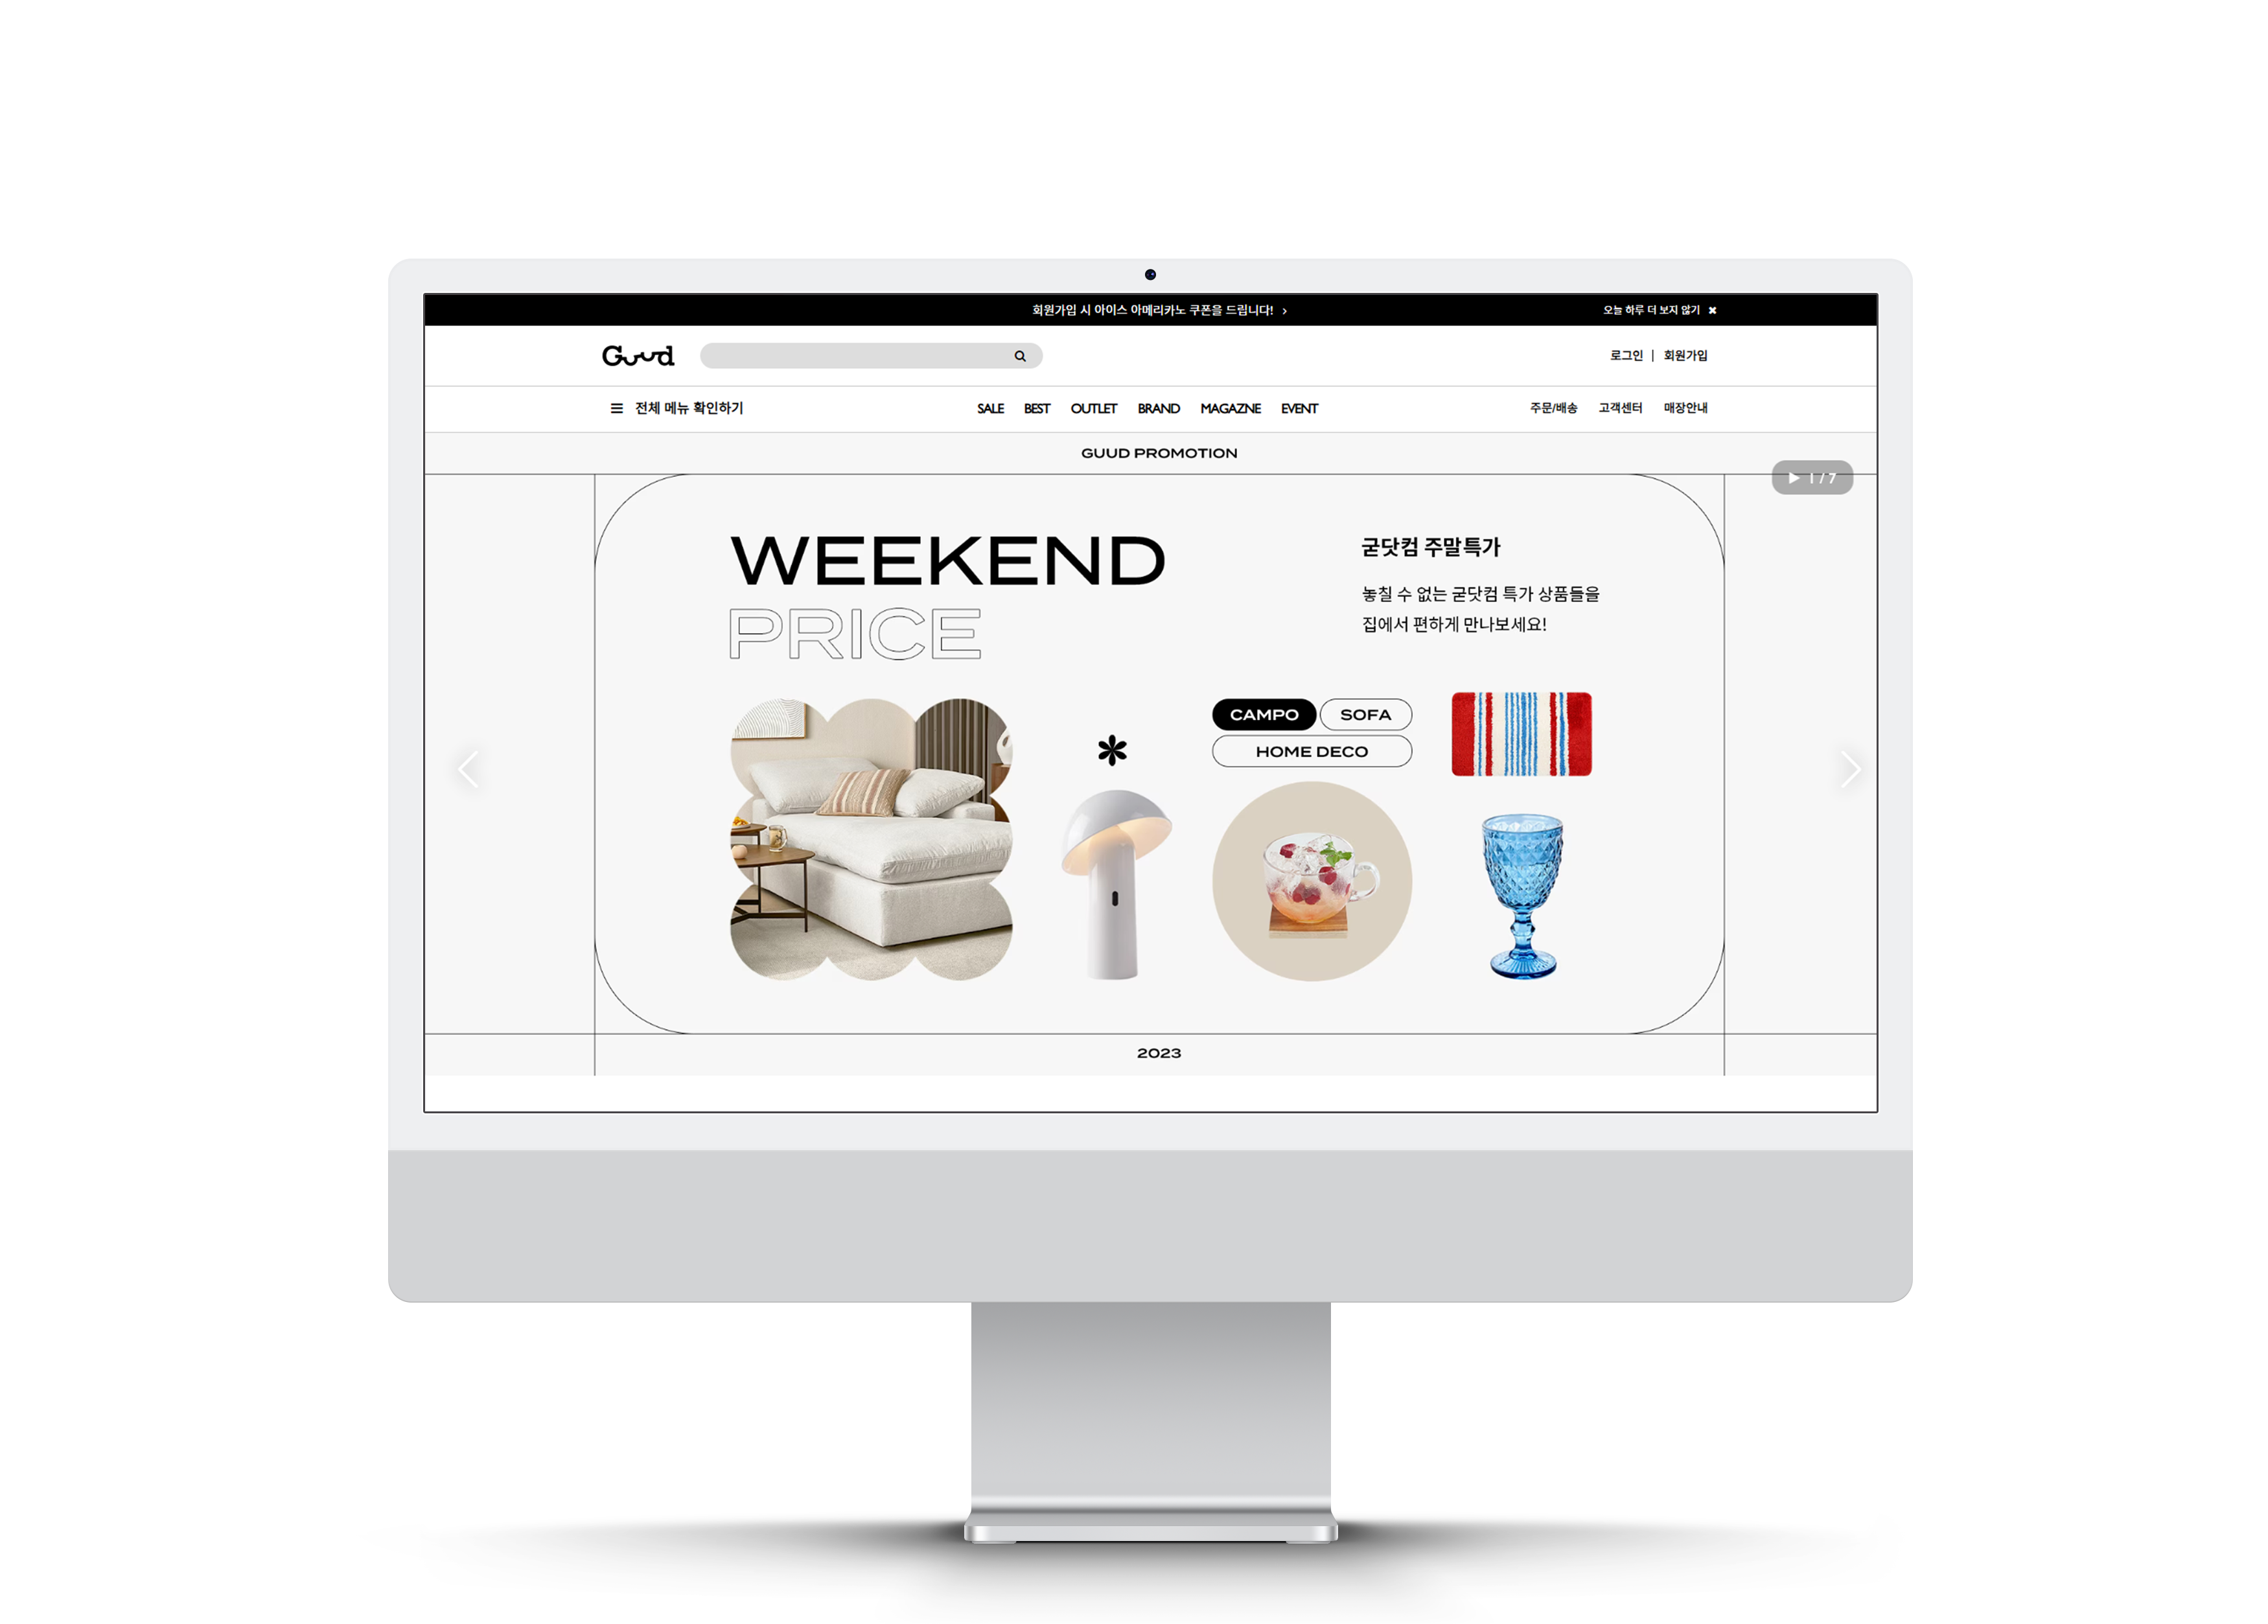 회원가입 시 아이스 아메리카노 쿠폰을 드립니다! >
오늘 하루 더 보지 않기 ✖
Guud
로그인 | 회원가입
전체 메뉴 확인하기
SALE BEST OUTLET BRAND MAGAZNE EVENT
주문/배송 고객센터 매장안내
GUUD PROMOTION
1 / 7
WEEKEND
PRICE
굳닷컴 주말특가
놓칠 수 없는 굳닷컴 특가 상품들을
집에서 편하게 만나보세요!
CAMPO SOFA
HOME DECO
2023